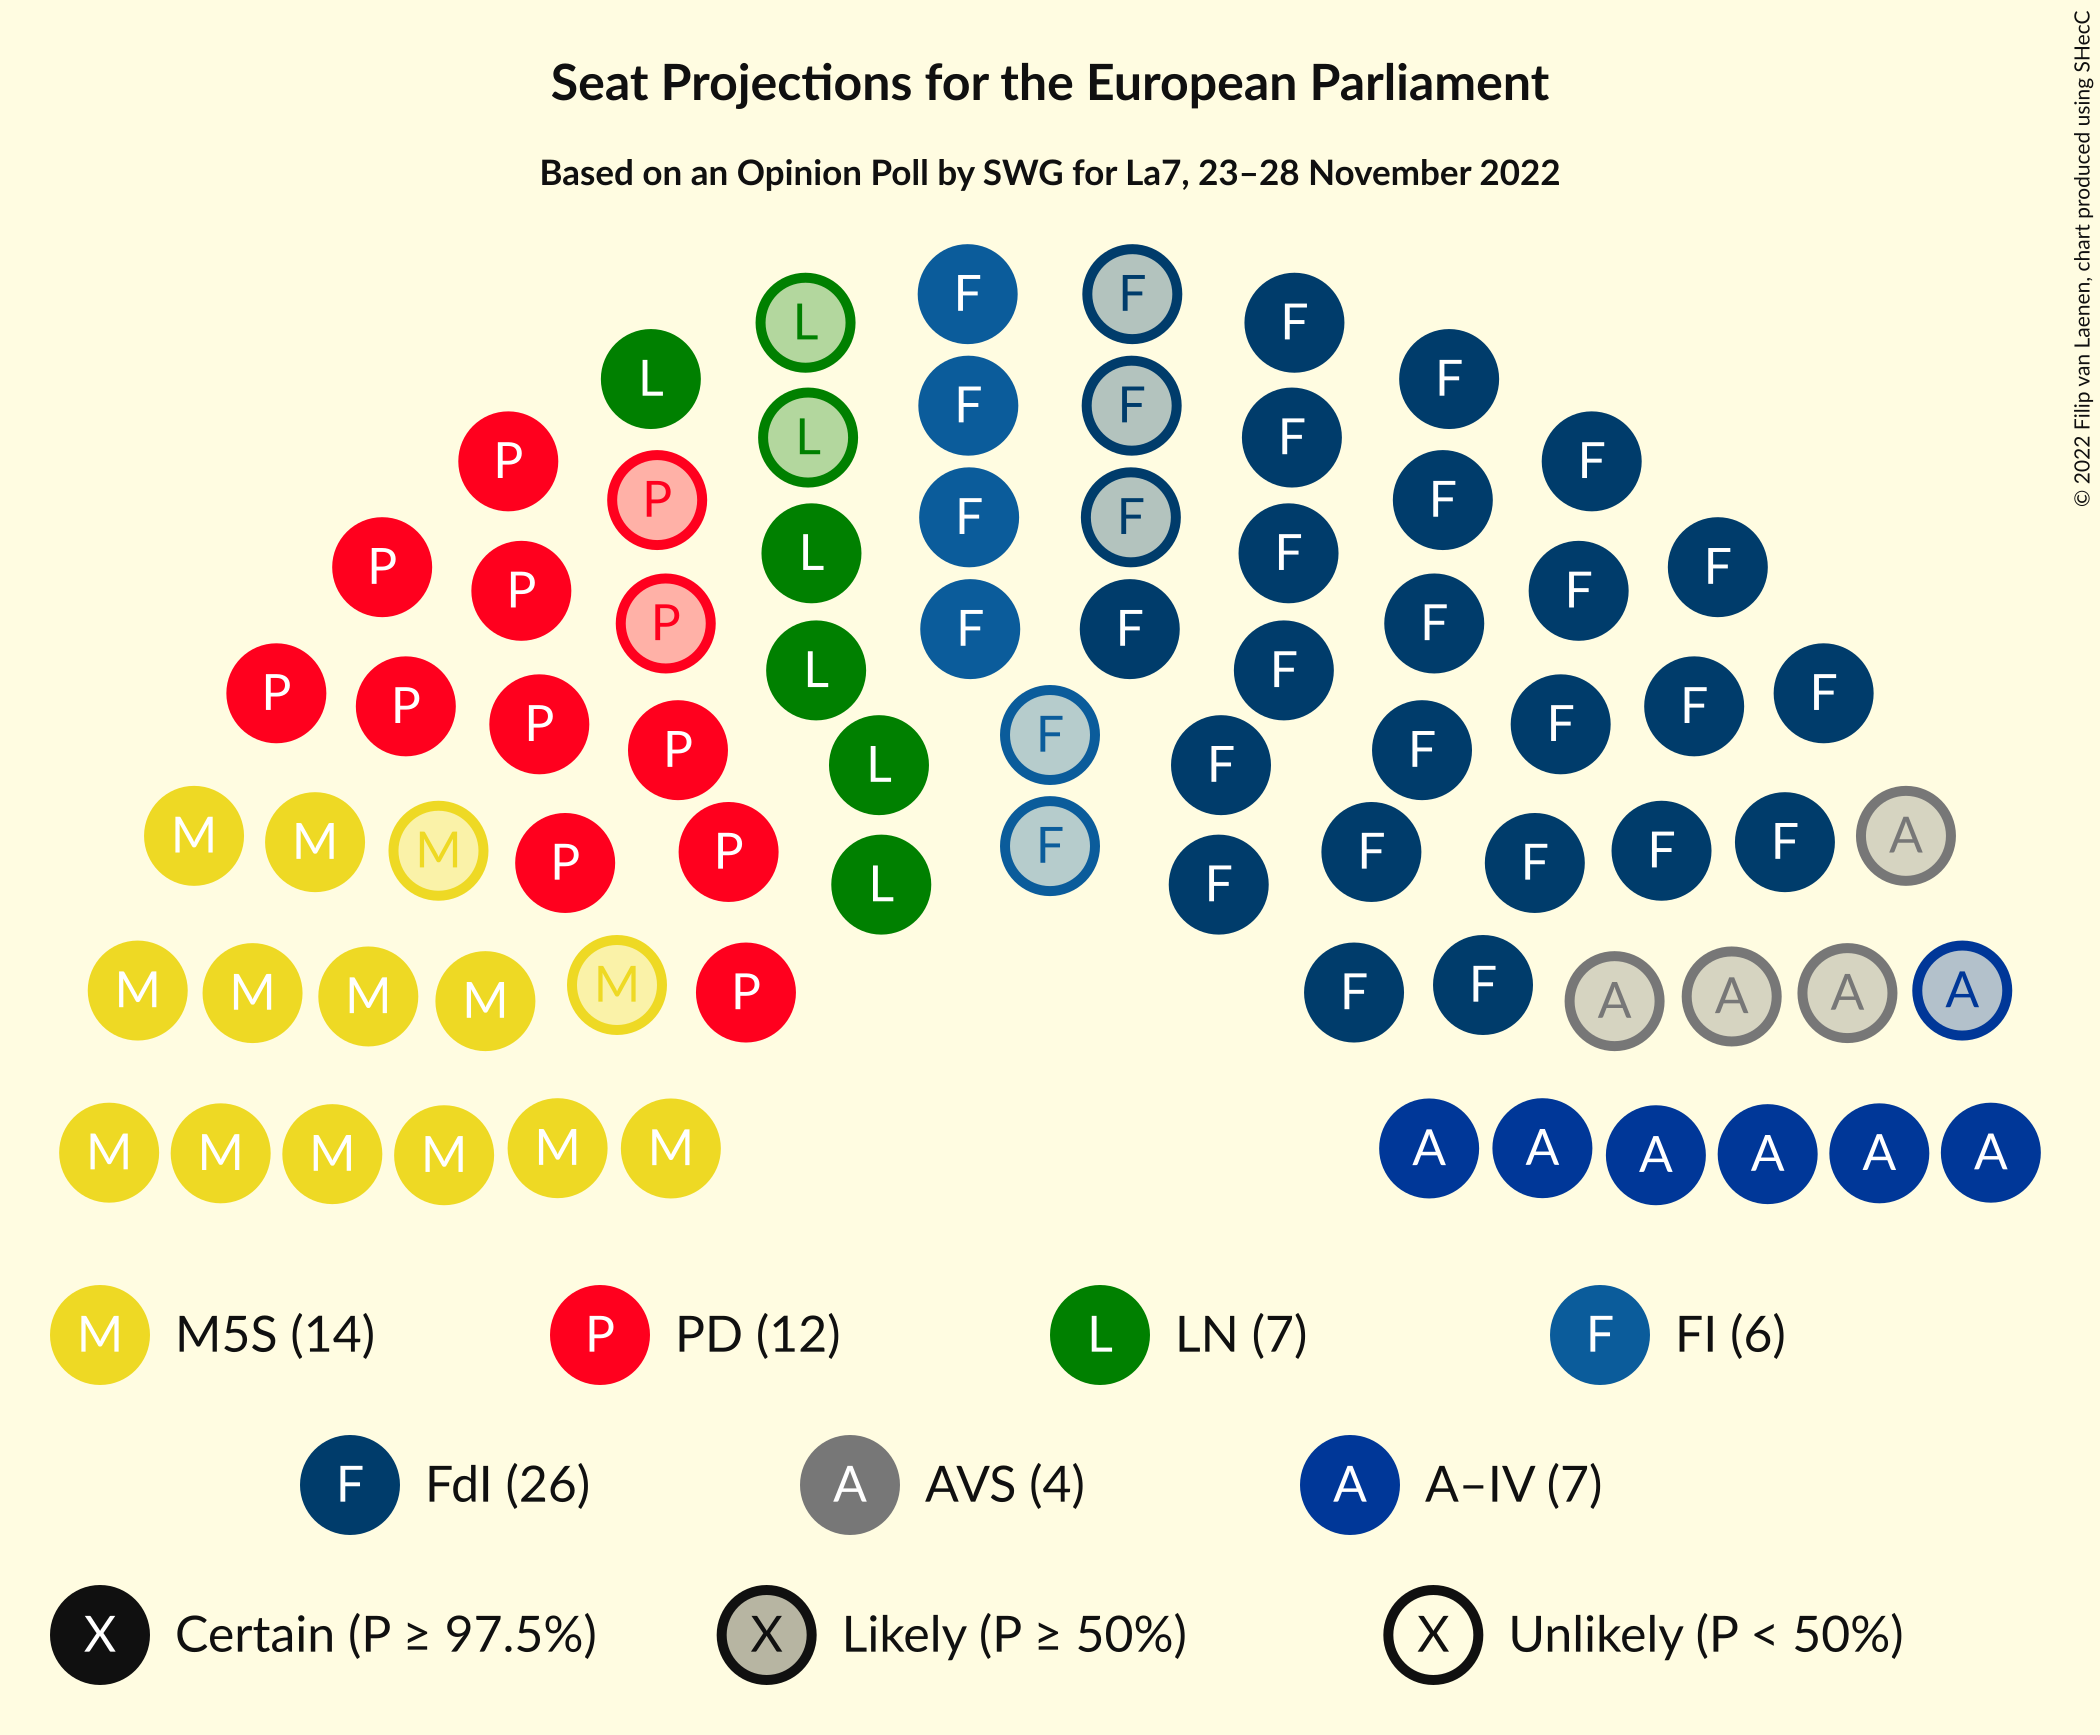 Seat Projections for the European Parliament
Based on an Opinion Poll by SWG for La7, 23–28 November 2022
© 2022 Filip van Laenen, chart produced using SHecC
F F
L F F
L F
P L F F F
L F
P P F F
F F
P L F
P P F F
P P F
L F
L F
P P F F
P P F F
P P F F
L F F
M M M P P F F F F A
L F
M M M M M P F F A A A A
M M M M M M A A A A A A
M M5S (14) P PD (12) L LN (7) F FI (6)
F FdI (26) A AVS (4) A A–IV (7)
X Certain (P ≥ 97.5%) X Likely (P ≥ 50%) X Unlikely (P < 50%)